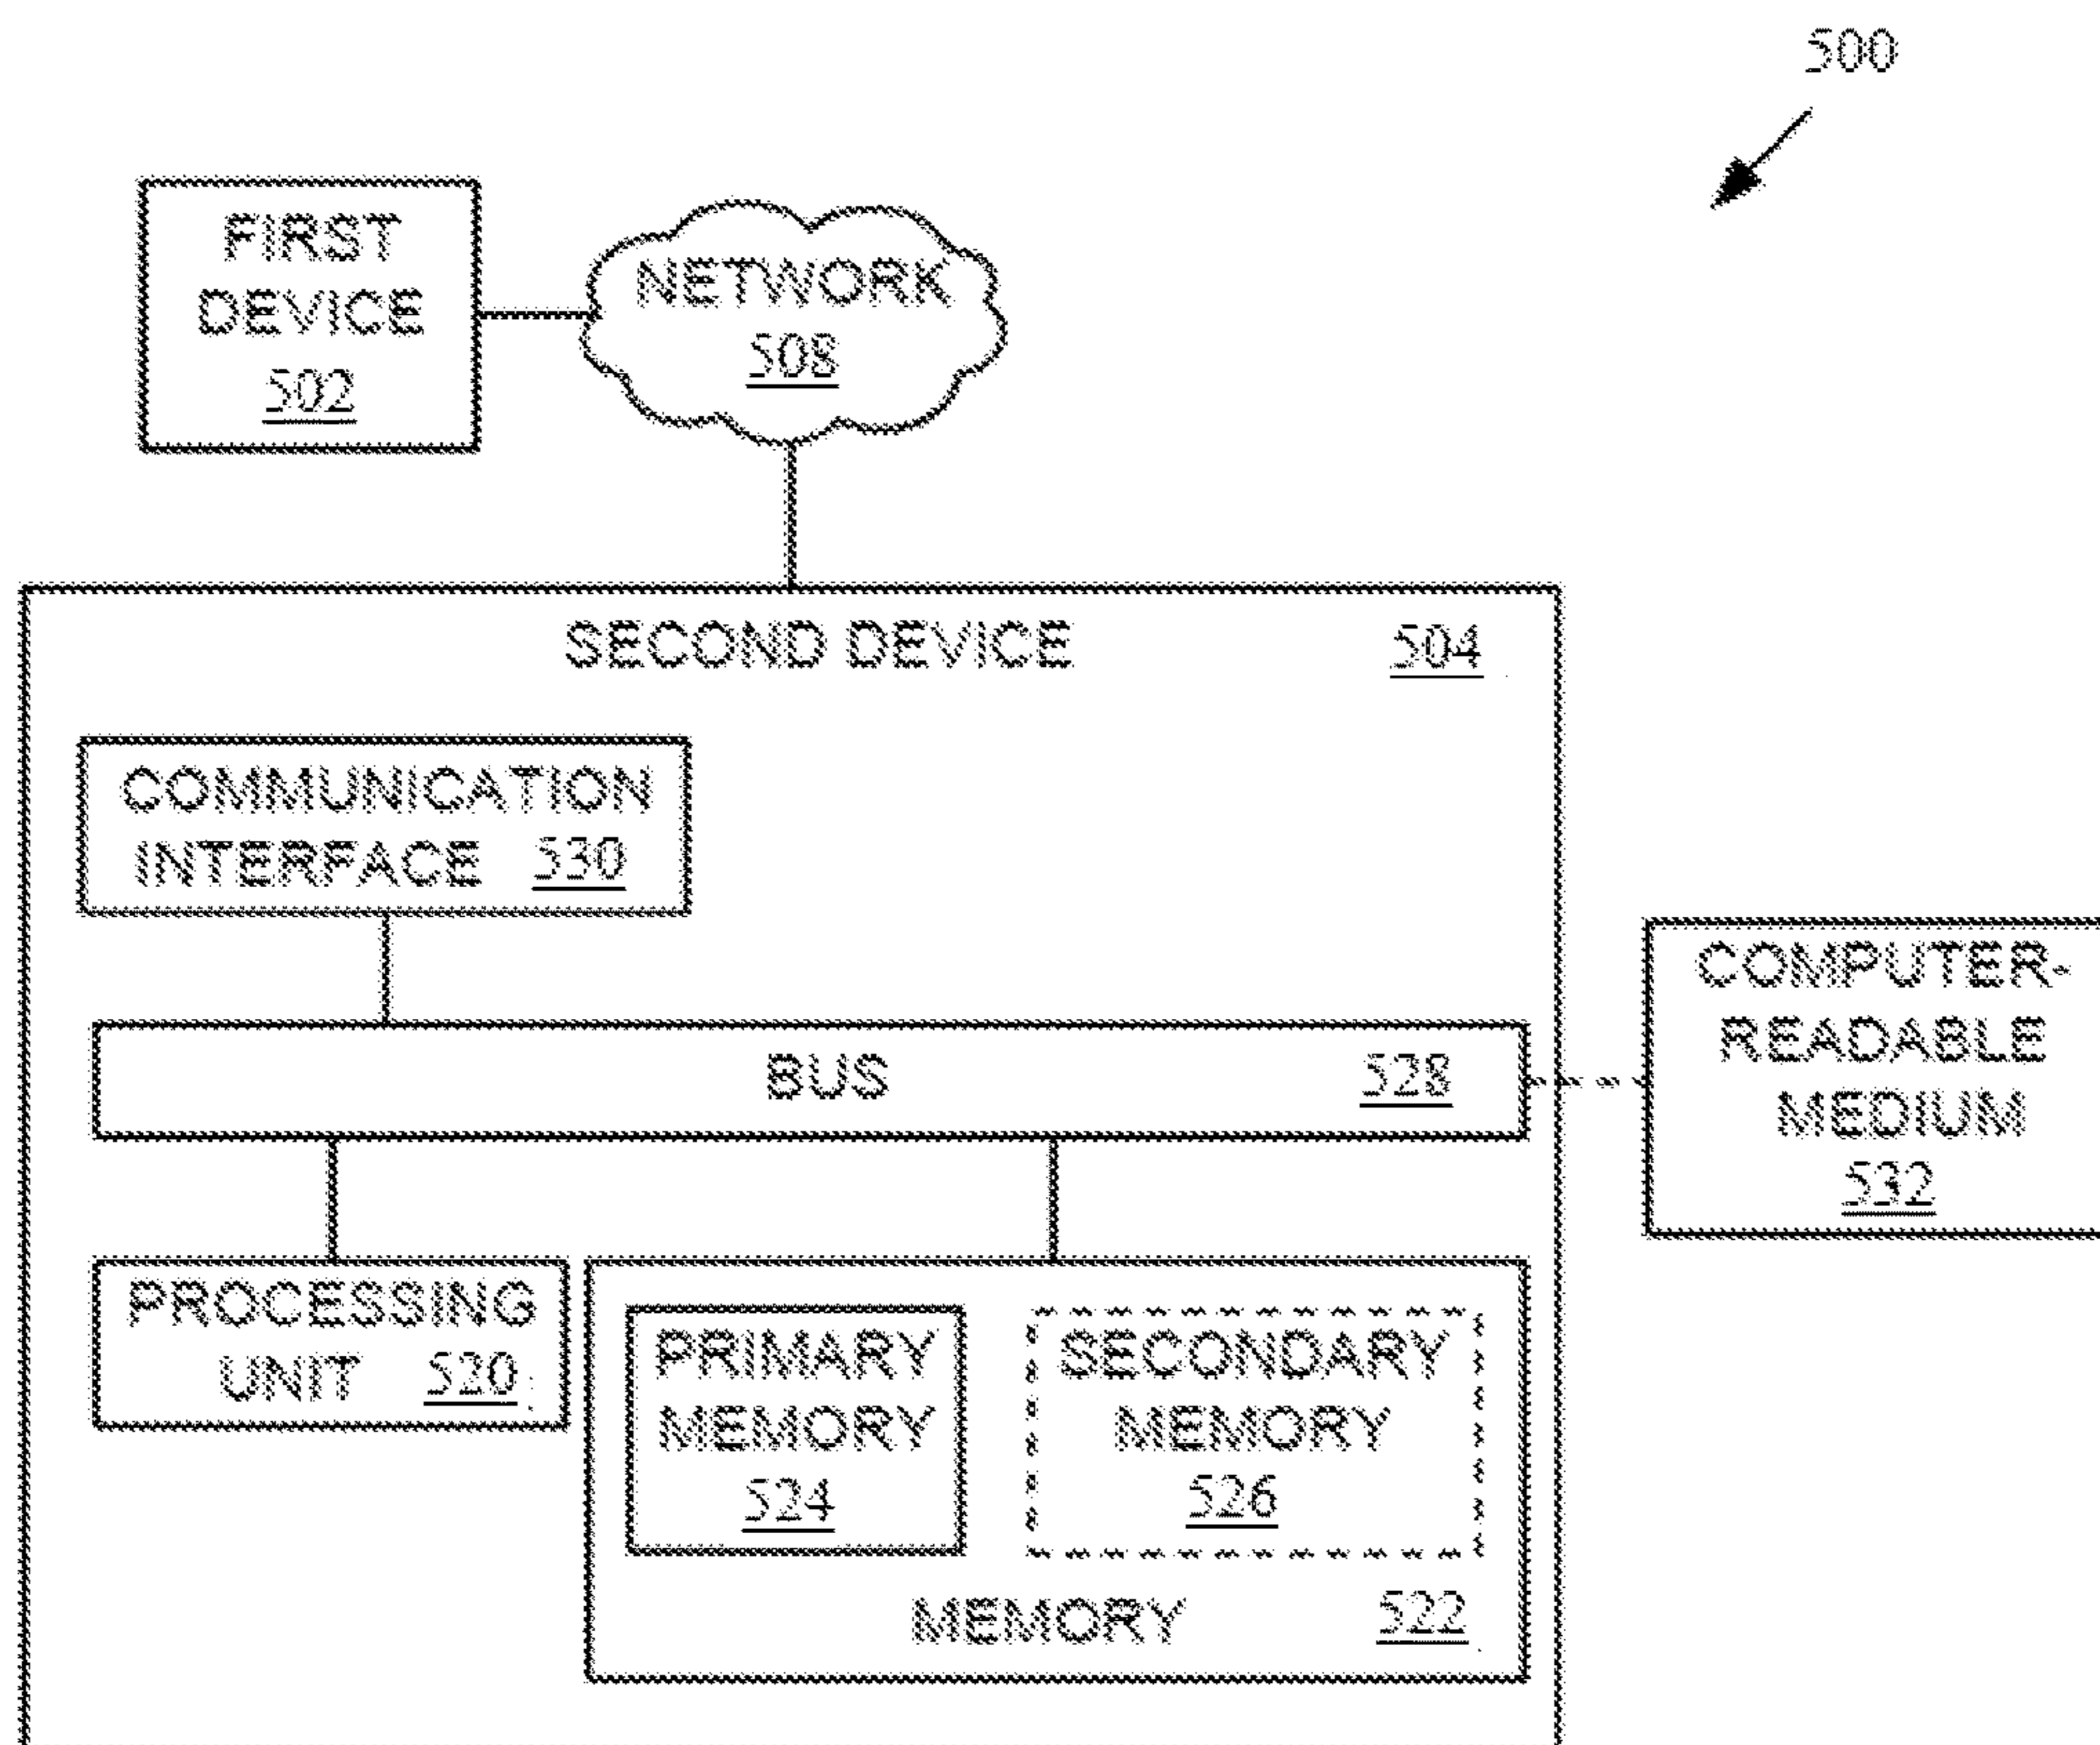 500
FIRST
DEVICE
502
NETWORK
508
SECOND DEVICE 504
COMMUNICATION
INTERFACE 530
BUS 528
COMPUTER-
READABLE
MEDIUM
532
PROCESSING
UNIT 520
PRIMARY
MEMORY
524
SECONDARY
MEMORY
526
MEMORY 522